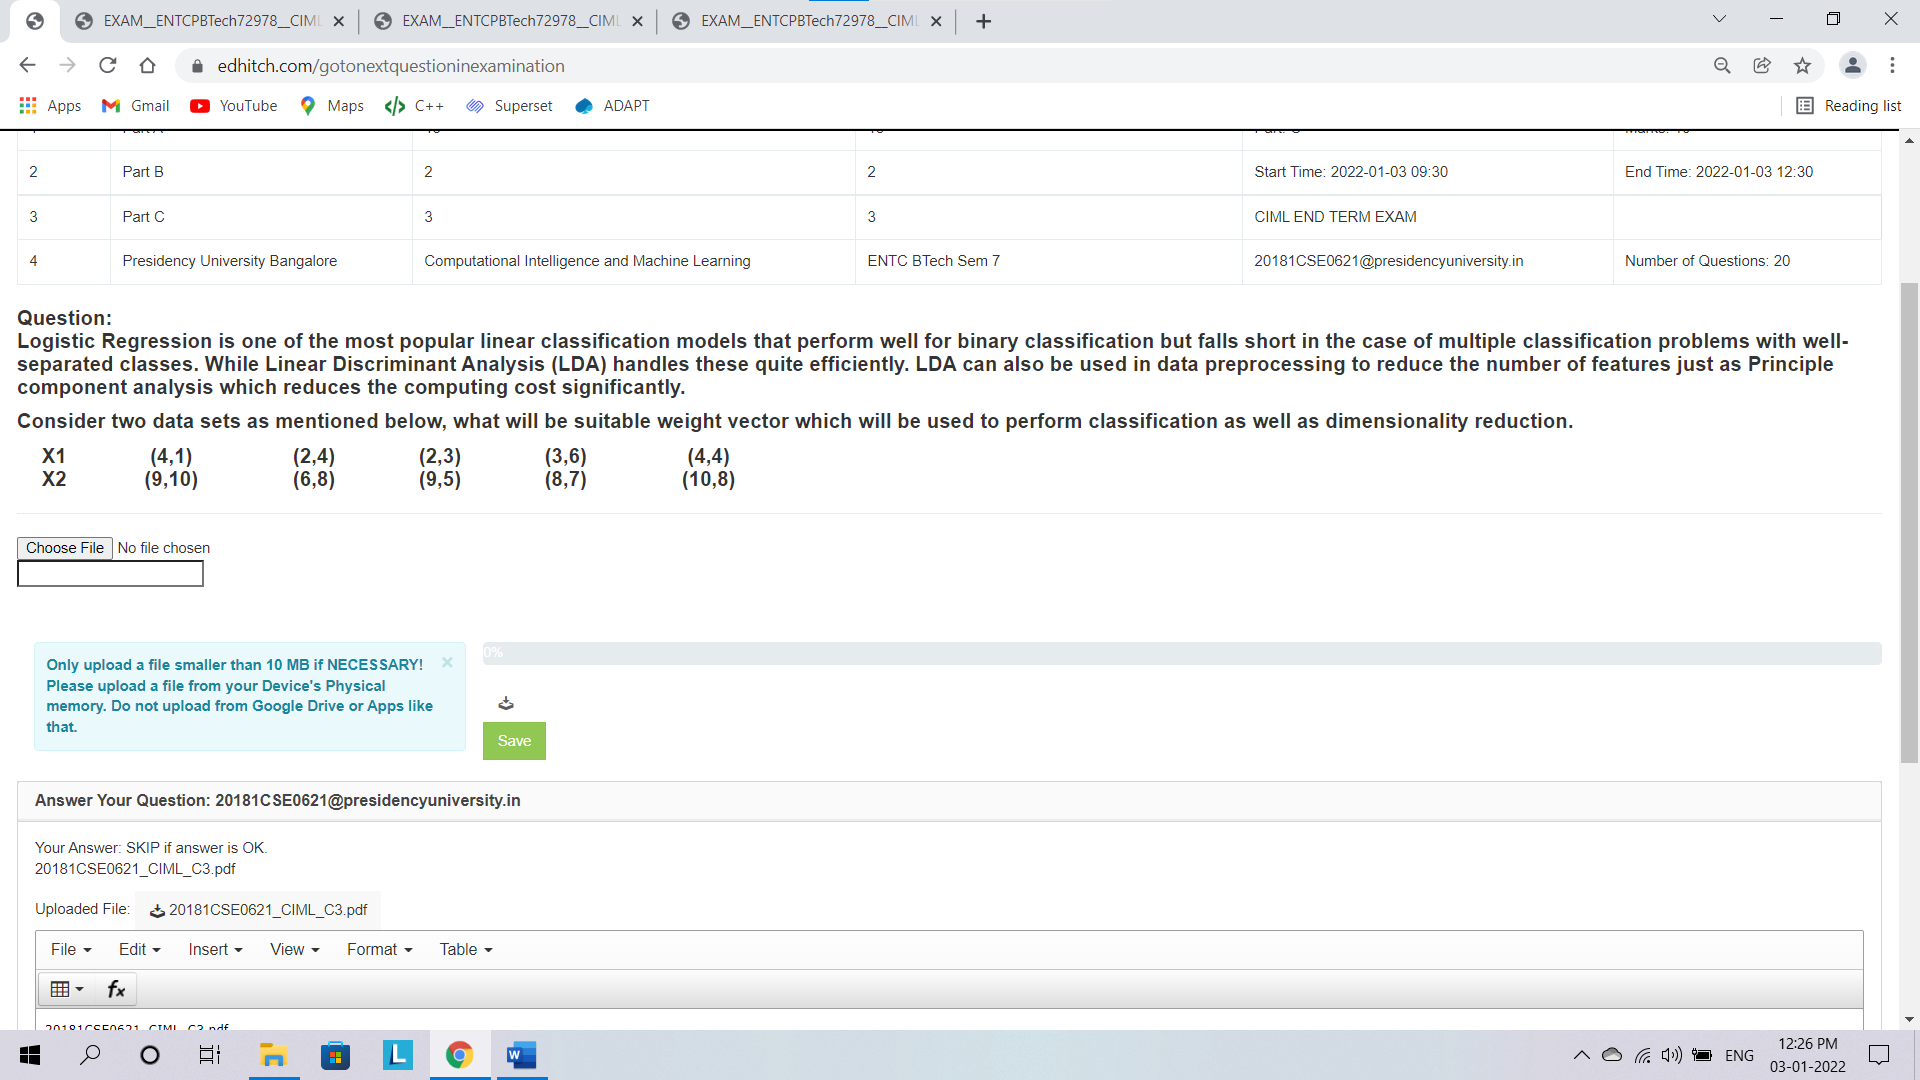 EXAM__ENTCPBTech72978__CIML
EXAM__ENTCPBTech72978__CIML
EXAM__ENTCPBTech72978__CIML
edhitch.com/gotonextquestioninexamination
Apps Gmail YouTube Maps C++ Superset ADAPT Reading list
2 Part B 2 2 Start Time: 2022-01-03 09:30 End Time: 2022-01-03 12:30
3 Part C 3 3 CIML END TERM EXAM
4 Presidency University Bangalore Computational Intelligence and Machine Learning ENTC BTech Sem 7 20181CSE0621@presidencyuniversity.in Number of Questions: 20
Question:
Logistic Regression is one of the most popular linear classification models that perform well for binary classification but falls short in the case of multiple classification problems with well-
separated classes. While Linear Discriminant Analysis (LDA) handles these quite efficiently. LDA can also be used in data preprocessing to reduce the number of features just as Principle
component analysis which reduces the computing cost significantly.
Consider two data sets as mentioned below, what will be suitable weight vector which will be used to perform classification as well as dimensionality reduction.
X1 (4,1) (2,4) (2,3) (3,6) (4,4)
X2 (9,10) (6,8) (9,5) (8,7) (10,8)
Choose File No file chosen
Only upload a file smaller than 10 MB if NECESSARY! ×
Please upload a file from your Device's Physical
memory. Do not upload from Google Drive or Apps like
that.
0%
Save
Answer Your Question: 20181CSE0621@presidencyuniversity.in
Your Answer: SKIP if answer is OK.
20181CSE0621_CIML_C3.pdf
Uploaded File: 20181CSE0621_CIML_C3.pdf
File Edit Insert View Format Table
fx
20181CSE0621_CIML_C3.pdf
ENG
12:26 PM
03-01-2022